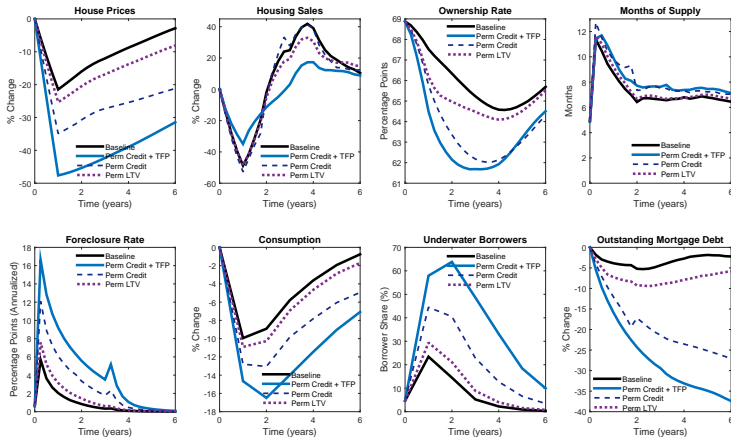 House Prices
% Change
0
-10
-20
-30
-40
-50
Baseline
Perm Credit + TFP
Perm Credit
Perm LTV
0 2 4 6
Time (years)
Housing Sales
% Change
40
20
0
-20
-40
-60
Baseline
Perm Credit + TFP
Perm Credit
Perm LTV
0 2 4 6
Time (years)
Ownership Rate
Percentage Points
69
68
67
66
65
64
63
62
61
Baseline
Perm Credit + TFP
Perm Credit
Perm LTV
0 2 4 6
Time (years)
Months of Supply
Months
12
10
8
6
4
2
0
Baseline
Perm Credit + TFP
Perm Credit
Perm LTV
0 2 4 6
Time (years)
Foreclosure Rate
Percentage Points (Annualized)
18
16
14
12
10
8
6
4
2
0
Baseline
Perm Credit + TFP
Perm Credit
Perm LTV
0 2 4 6
Time (years)
Consumption
% Change
0
-2
-4
-6
-8
-10
-12
-14
-16
-18
Baseline
Perm Credit + TFP
Perm Credit
Perm LTV
0 2 4 6
Time (years)
Underwater Borrowers
Borrower Share (%)
70
60
50
40
30
20
10
0
Baseline
Perm Credit + TFP
Perm Credit
Perm LTV
0 2 4 6
Time (years)
Outstanding Mortgage Debt
% Change
0
-5
-10
-15
-20
-25
-30
-35
-40
Baseline
Perm Credit + TFP
Perm Credit
Perm LTV
0 2 4 6
Time (years)